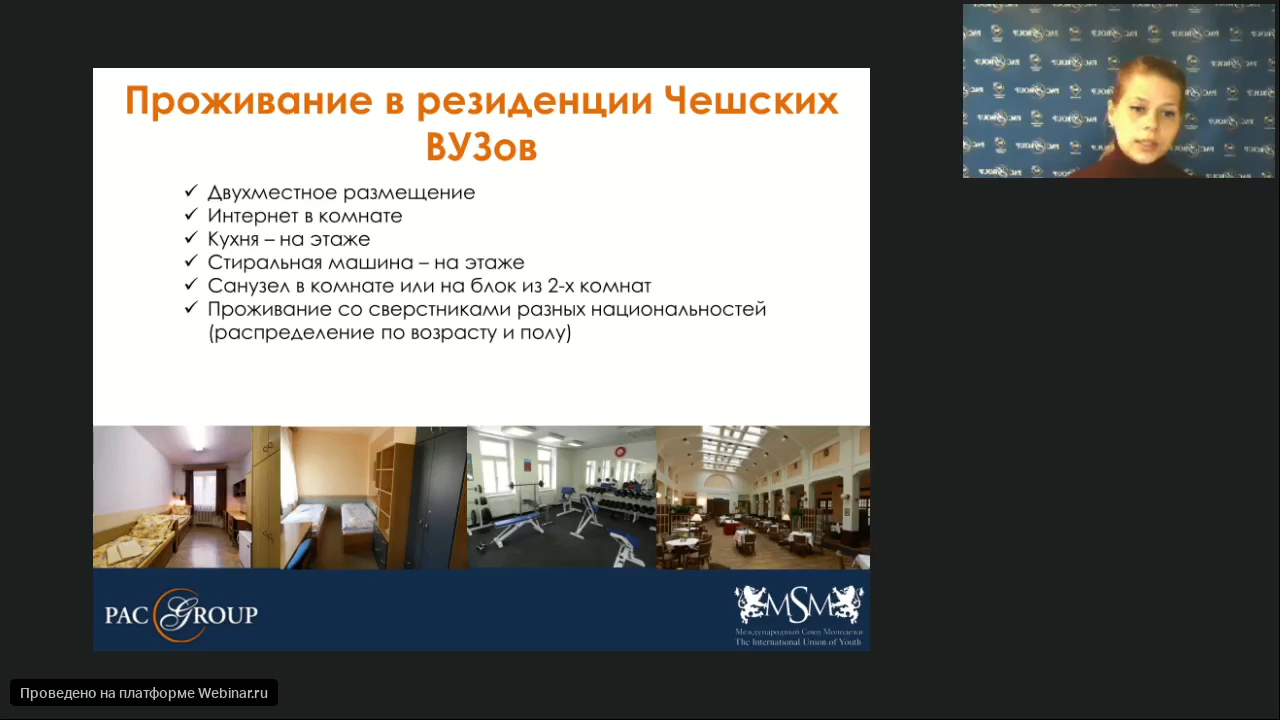 Проживание в резиденции Чешских
ВУЗов
✓ Двухместное размещение
✓ Интернет в комнате
✓ Кухня – на этаже
✓ Стиральная машина – на этаже
✓ Санузел в комнате или на блок из 2-х комнат
✓ Проживание со сверстниками разных национальностей
(распределение по возрасту и полу)
PAC GROUP
MSM
Международный Союз Молодежи
The International Union of Youth
Проведено на платформе Webinar.ru